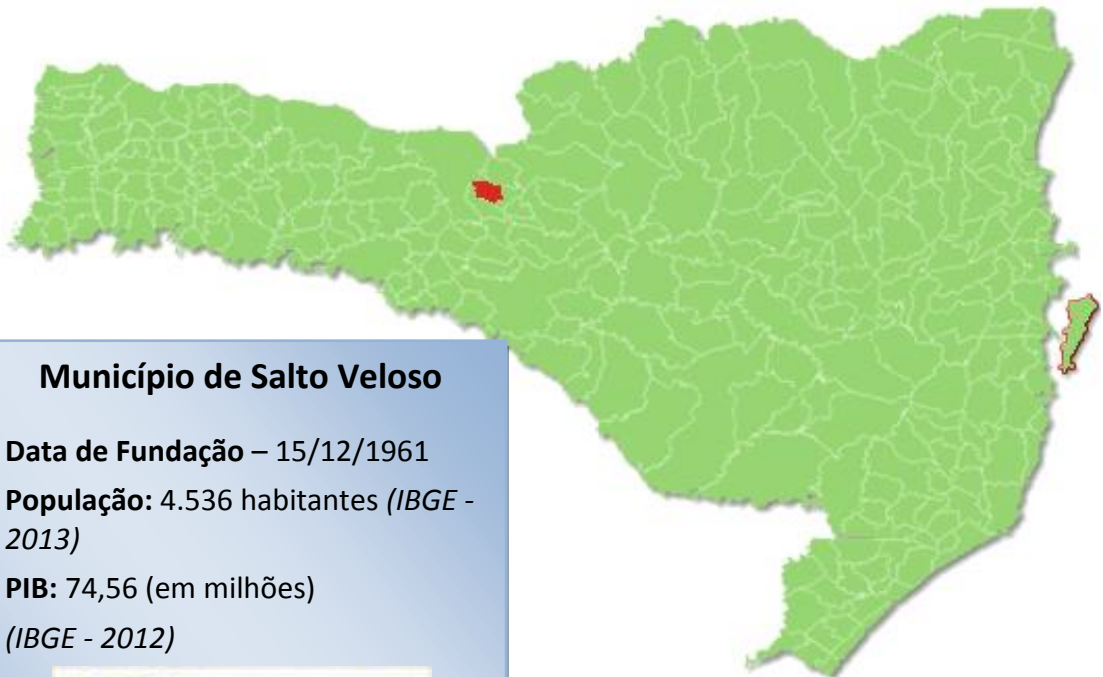 Município de Salto Veloso
Data de Fundação – 15/12/1961
População: 4.536 habitantes (IBGE -
2013)
PIB: 74,56 (em milhões)
(IBGE - 2012)